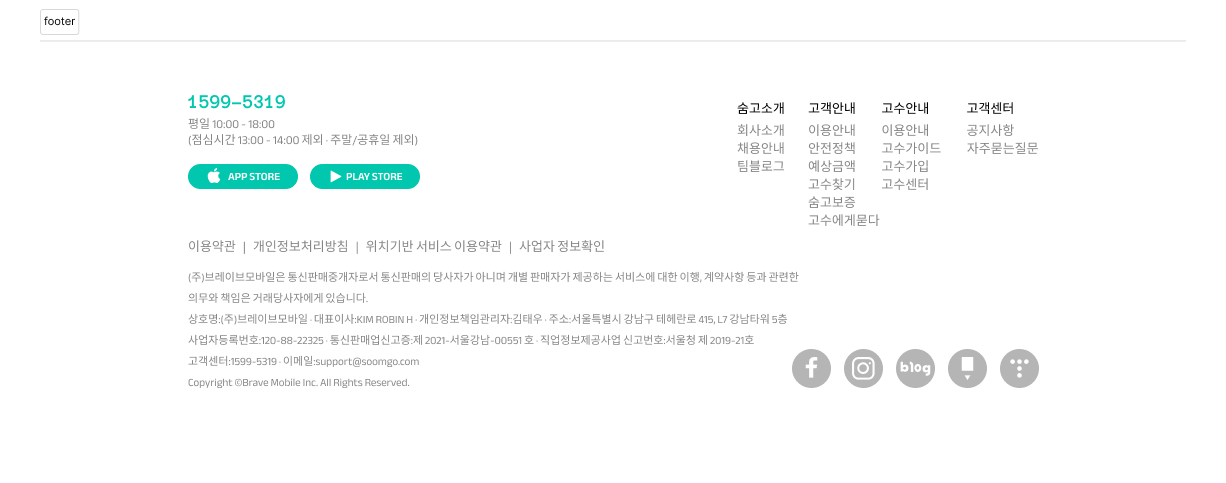 footer
1599-5319
평일 10:00 - 18:00
(점심시간 13:00 - 14:00 제외 · 주말/공휴일 제외)
APP STORE
PLAY STORE
숨고소개
회사소개
채용안내
팀블로그
고객안내
이용안내
안전정책
예상금액
고수찾기
숨고보증
고수에게묻다
고수안내
이용안내
고수가이드
고수가입
고수센터
고객센터
공지사항
자주묻는질문
이용약관 | 개인정보처리방침 | 위치기반 서비스 이용약관 | 사업자 정보확인
(주)브레이브모바일은 통신판매중개자로서 통신판매의 당사자가 아니며 개별 판매자가 제공하는 서비스에 대한 이행, 계약사항 등과 관련한
의무와 책임은 거래당사자에게 있습니다.
상호명:(주)브레이브모바일 · 대표이사:KIM ROBIN H · 개인정보책임관리자:김태우 · 주소:서울특별시 강남구 테헤란로 415, L7 강남타워 5층
사업자등록번호:120-88-22325 · 통신판매업신고증:제 2021-서울강남-00551 호 · 직업정보제공사업 신고번호:서울청 제 2019-21호
고객센터:1599-5319 · 이메일:support@soomgo.com
Copyright ©Brave Mobile Inc. All Rights Reserved.
blog